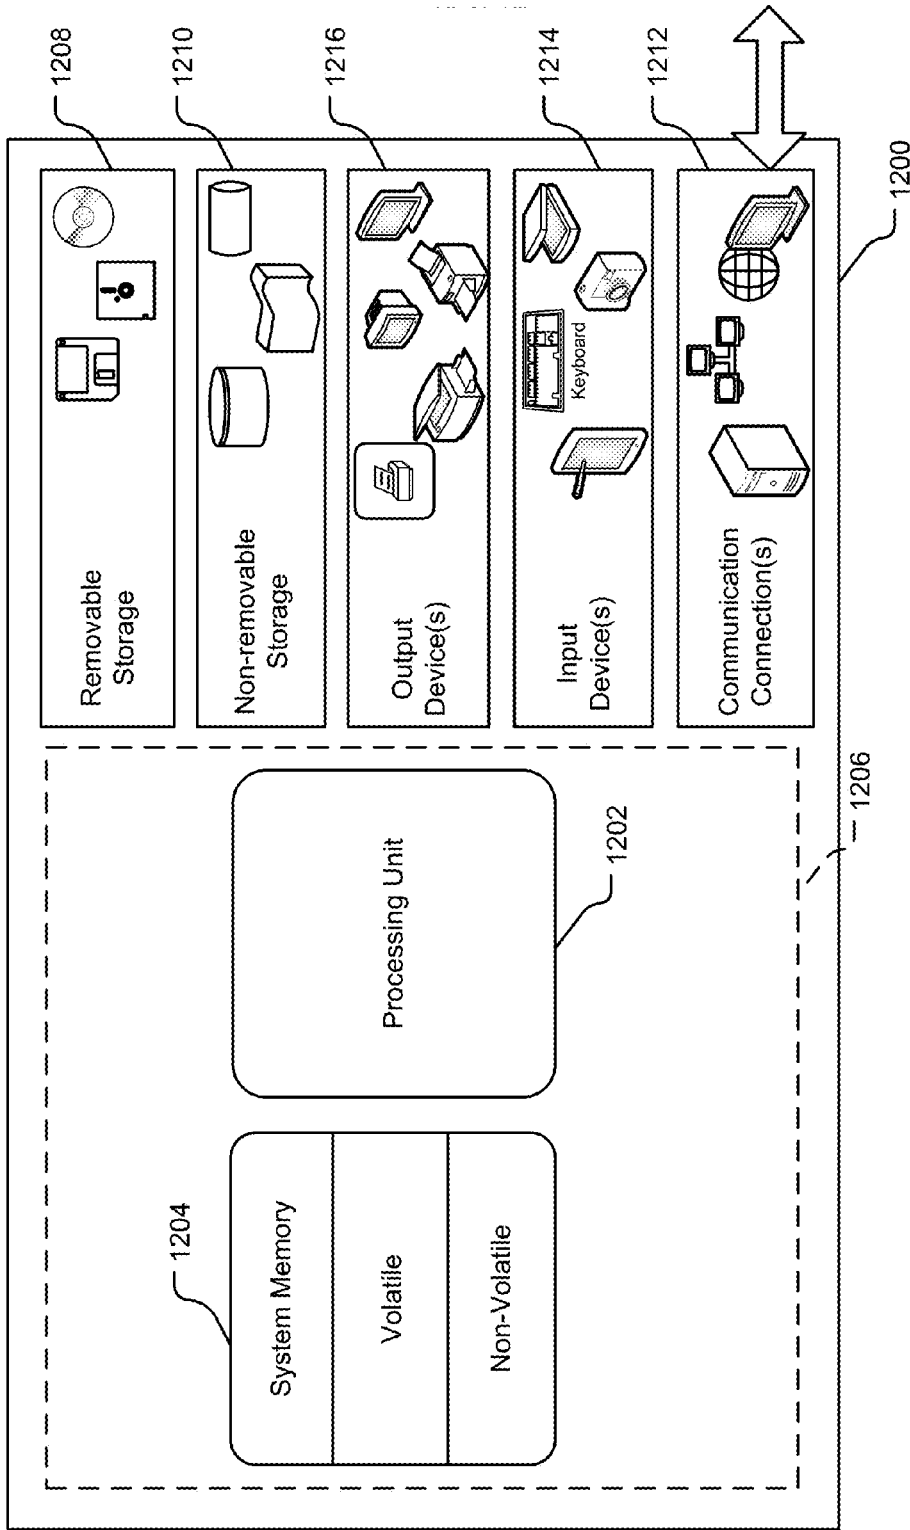 1208
Removable
Storage
1210
Non-removable
Storage
1216
Output
Device(s)
1214
Keyboard
Input
Device(s)
1212
Communication
Connection(s)
1204
System Memory
Volatile
Non-Volatile
Processing Unit
1202
1206
1200